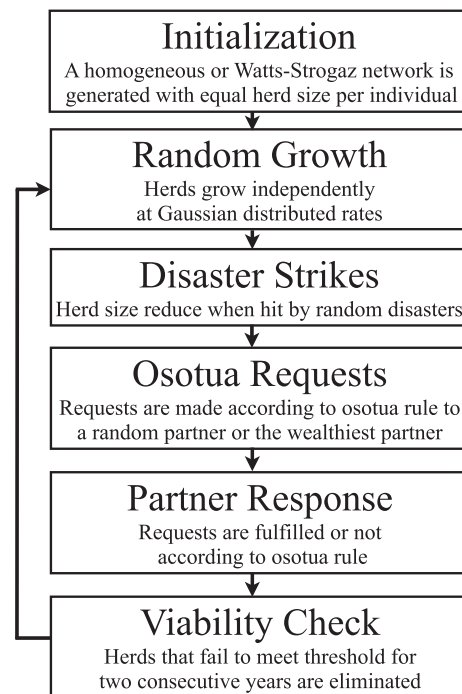 Initialization
A homogeneous or Watts-Strogaz network is
generated with equal herd size per individual
Random Growth
Herds grow independently
at Gaussian distributed rates
Disaster Strikes
Herd size reduce when hit by random disasters
Osotua Requests
Requests are made according to osotua rule to
a random partner or the wealthiest partner
Partner Response
Requests are fulfilled or not
according to osotua rule
Viability Check
Herds that fail to meet threshold for
two consecutive years are eliminated